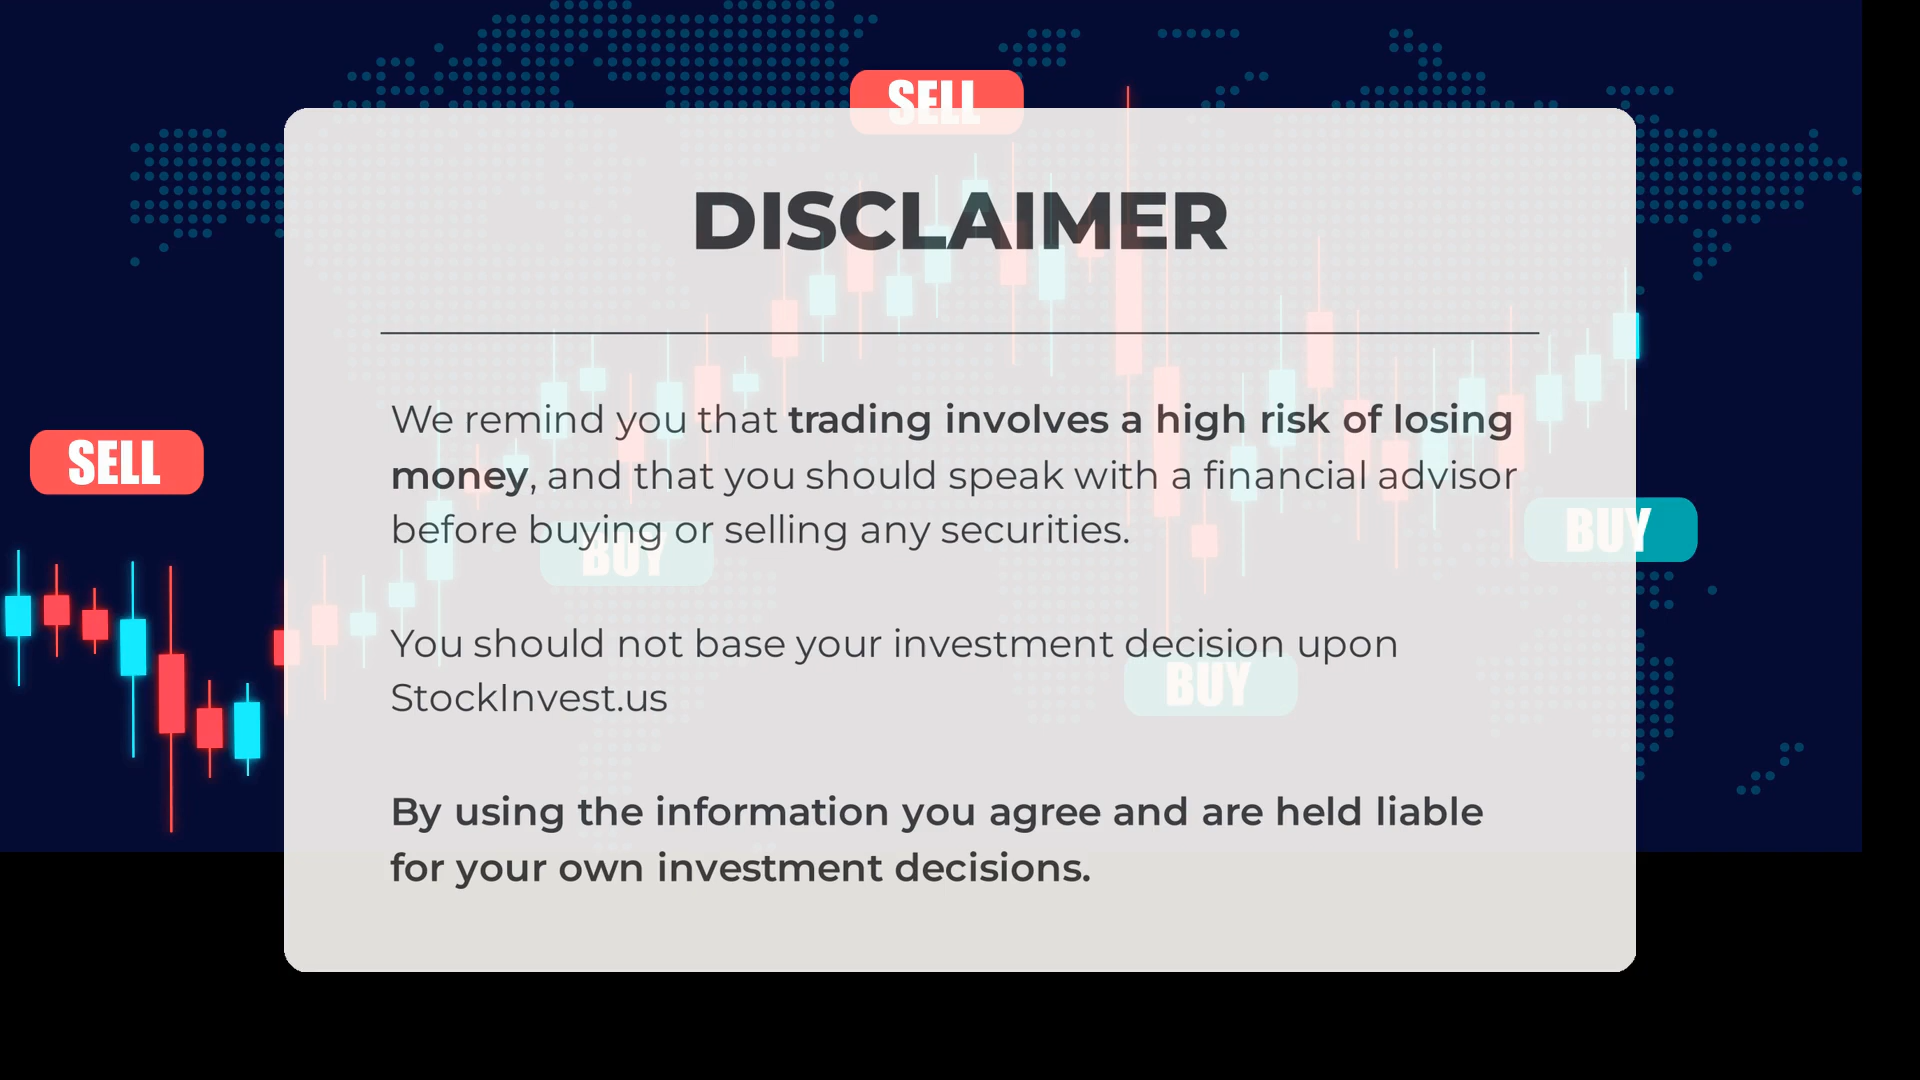 SELL
DISCLAIMER
We remind you that trading involves a high risk of losing
money, and that you should speak with a financial advisor
before buying or selling any securities.
SELL
BUY
BUY
You should not base your investment decision upon
StockInvest.us
BUY
By using the information you agree and are held liable
for your own investment decisions.